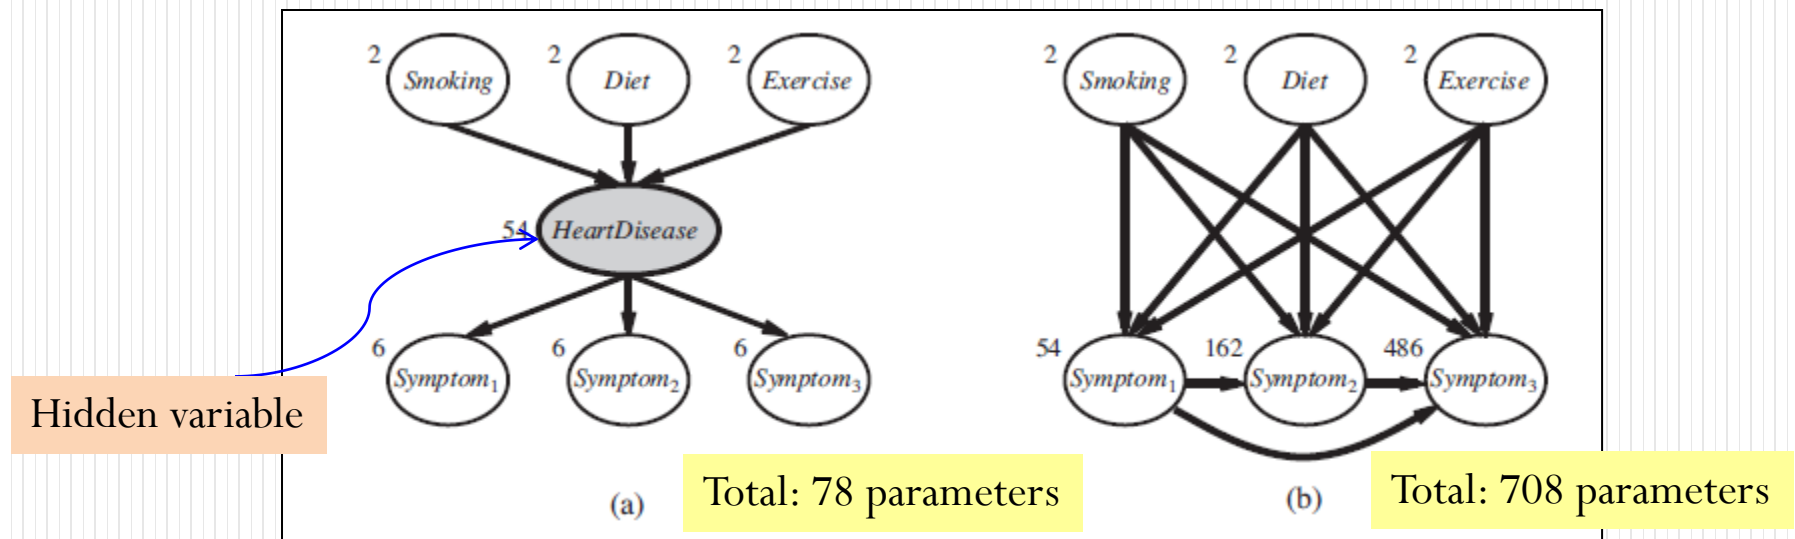 2 Smoking 2 Diet 2 Exercise
54 HeartDisease
6 Symptom1 6 Symptom2 6 Symptom3
(a)
Hidden variable
Total: 78 parameters
2 Smoking 2 Diet 2 Exercise
54 Symptom1 162 Symptom2 486 Symptom3
(b)
Total: 708 parameters